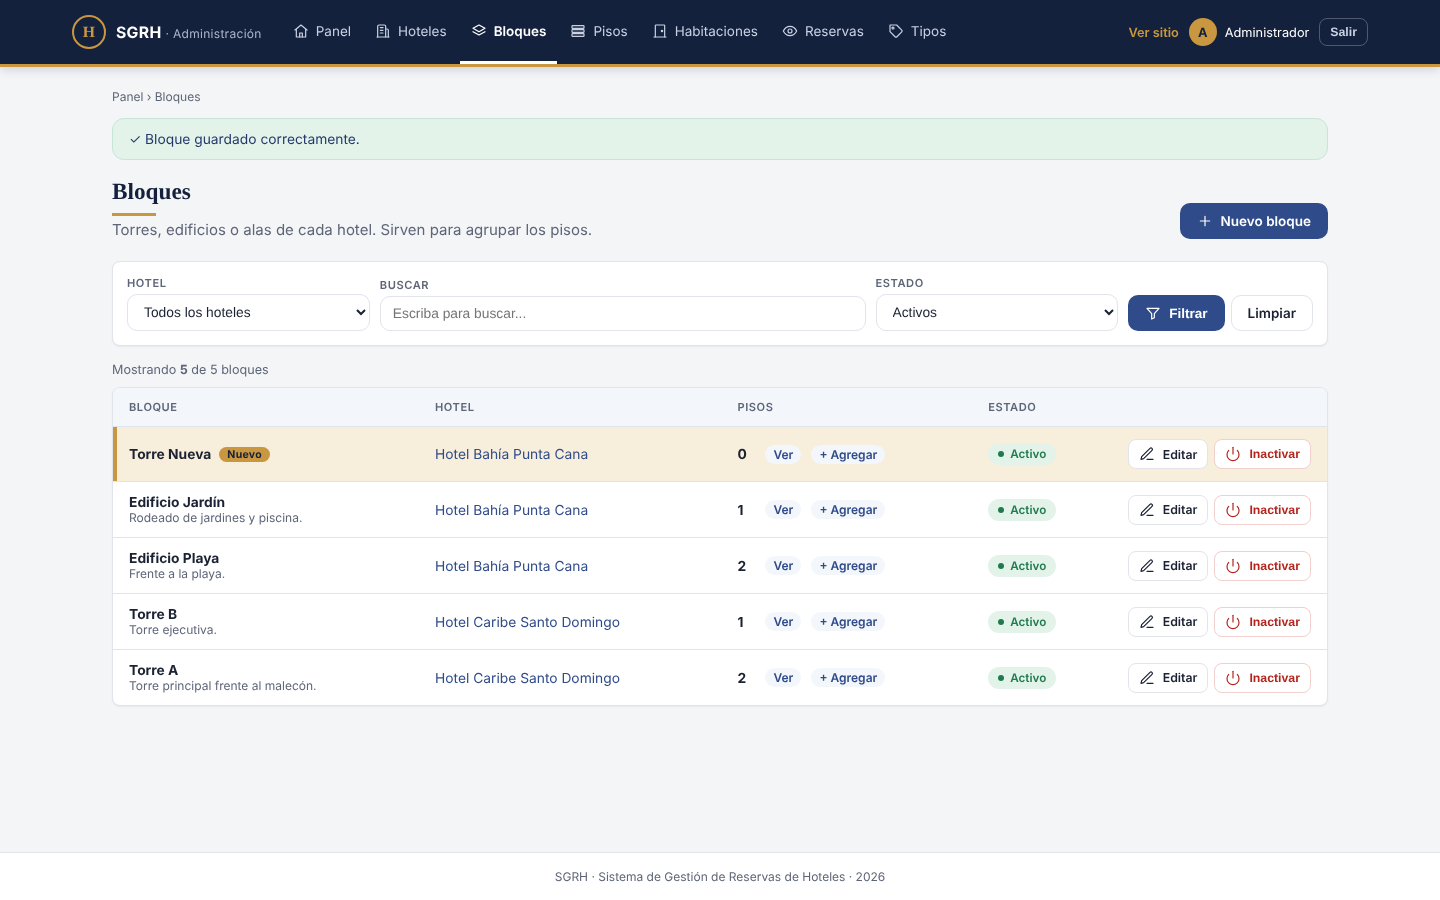 H SGRH · Administración Panel Hoteles Bloques Pisos Habitaciones Reservas Tipos Ver sitio A Administrador Salir
Panel › Bloques
✓ Bloque guardado correctamente.
Bloques
Torres, edificios o alas de cada hotel. Sirven para agrupar los pisos.
+ Nuevo bloque
HOTEL BUSCAR ESTADO
Todos los hoteles Escriba para buscar... Activos Filtrar Limpiar
Mostrando 5 de 5 bloques
BLOQUE HOTEL PISOS ESTADO
Torre Nueva Nuevo Hotel Bahía Punta Cana 0 Ver + Agregar Activo Editar Inactivar
Edificio Jardín Hotel Bahía Punta Cana 1 Ver + Agregar Activo Editar Inactivar
Rodeado de jardines y piscina.
Edificio Playa Hotel Bahía Punta Cana 2 Ver + Agregar Activo Editar Inactivar
Frente a la playa.
Torre B Hotel Caribe Santo Domingo 1 Ver + Agregar Activo Editar Inactivar
Torre ejecutiva.
Torre A Hotel Caribe Santo Domingo 2 Ver + Agregar Activo Editar Inactivar
Torre principal frente al malecón.
SGRH · Sistema de Gestión de Reservas de Hoteles · 2026